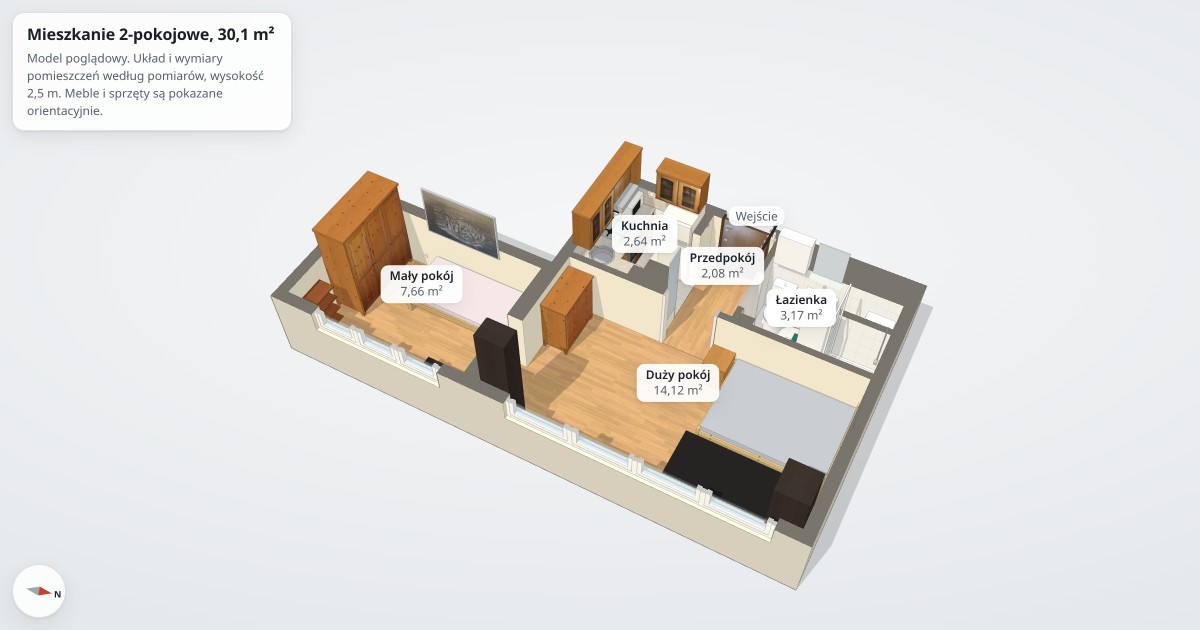 Mieszkanie 2-pokojowe, 30,1 m²
Model poglądowy. Układ i wymiary
pomieszczeń według pomiarów, wysokość
2,5 m. Meble i sprzęty są pokazane
orientacyjnie.
Wejście
Kuchnia
2,64 m²
Przedpokój
2,08 m²
Mały pokój
7,66 m²
Łazienka
3,17 m²
Duży pokój
14,12 m²
N